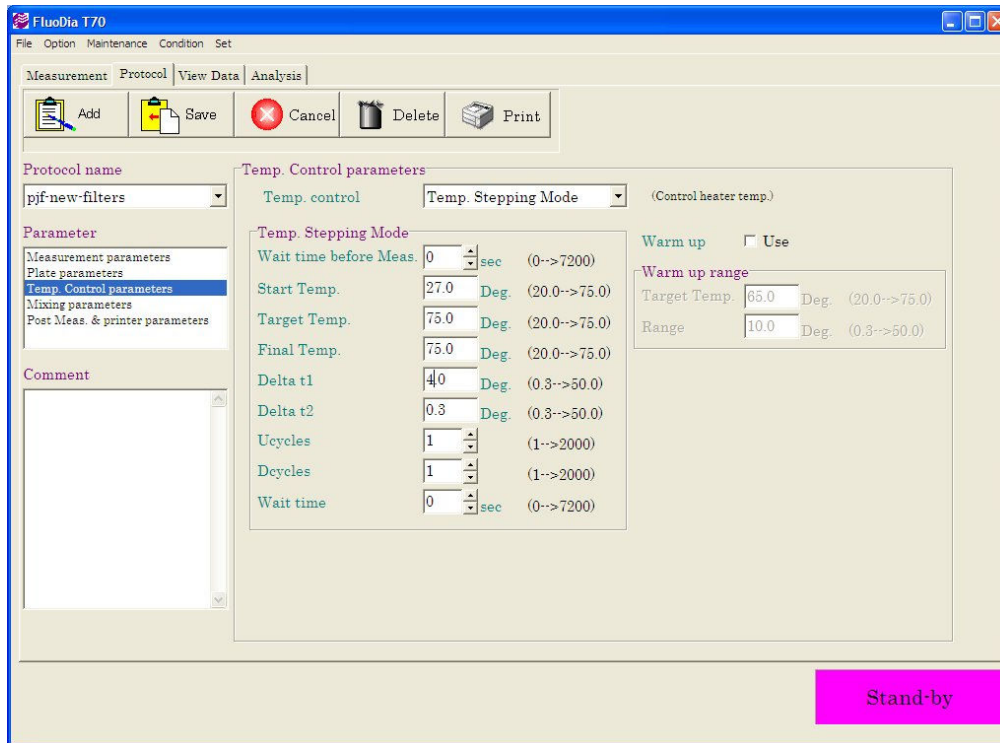 FluoDia T70
File Option Maintenance Condition Set
Measurement Protocol View Data Analysis
Add Save Cancel Delete Print
Protocol name
pjf-new-filters
Parameter
Measurement parameters
Plate parameters
Temp. Control parameters
Mixing parameters
Post Meas. & printer parameters
Comment
Temp. Control parameters
Temp. control Temp. Stepping Mode (Control heater temp.)
Temp. Stepping Mode
Wait time before Meas. 0 sec (0-->7200)
Start Temp. 27.0 Deg. (20.0-->75.0)
Target Temp. 75.0 Deg. (20.0-->75.0)
Final Temp. 75.0 Deg. (20.0-->75.0)
Delta t1 4.0 Deg. (0.3-->50.0)
Delta t2 0.3 Deg. (0.3-->50.0)
Ucycles 1 (1-->2000)
Dcycles 1 (1-->2000)
Wait time 0 sec (0-->7200)
Warm up Use
Warm up range
Target Temp. 65.0 Deg. (20.0-->75.0)
Range 10.0 Deg. (0.3-->50.0)
Stand-by